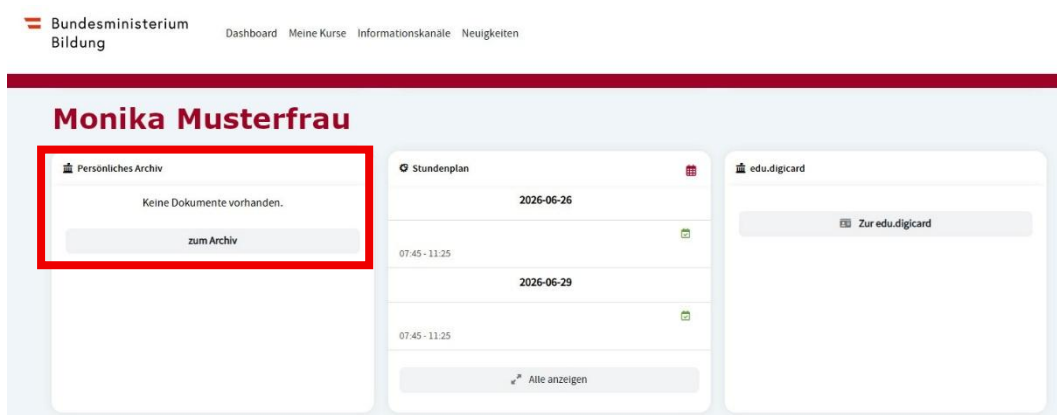 Bundesministerium
Bildung
Dashboard Meine Kurse Informationskanäle Neuigkeiten
Monika Musterfrau
Persönliches Archiv
Keine Dokumente vorhanden.
zum Archiv
Stundenplan
2026-06-26
07:45 - 11:25
2026-06-29
07:45 - 11:25
Alle anzeigen
edu.digicard
Zur edu.digicard